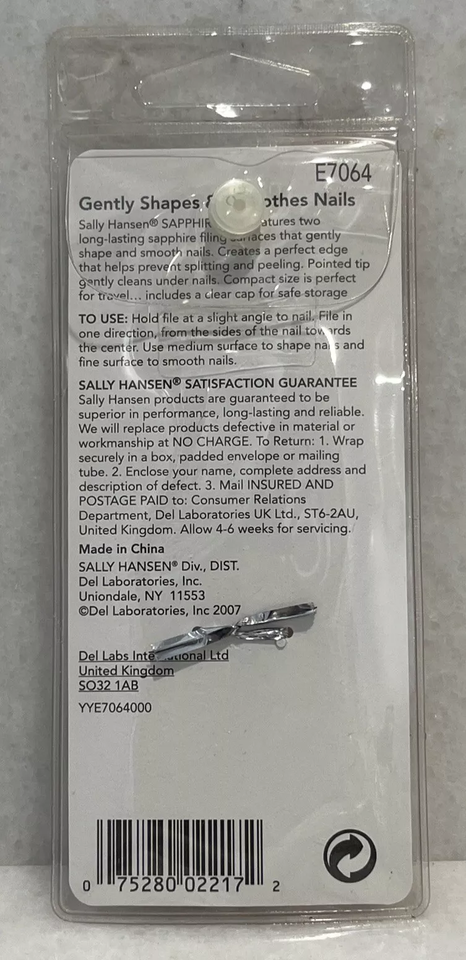 E7064
Gently Shapes & othes Nails
Sally Hansen® SAPPHIR atures two
long-lasting sapphire filing surfaces that gently
shape and smooth nails. Creates a perfect edge
that helps prevent splitting and peeling. Pointed tip
gently cleans under nails. Compact size is perfect
for travel... includes a clear cap for safe storage
TO USE: Hold file at a slight angle to nail. File in
one direction, from the sides of the nail towards
the center. Use medium surface to shape nails and
fine surface to smooth nails.
SALLY HANSEN® SATISFACTION GUARANTEE
Sally Hansen products are guaranteed to be
superior in performance, long-lasting and reliable.
We will replace products defective in material or
workmanship at NO CHARGE. To Return: 1. Wrap
securely in a box, padded envelope or mailing
tube. 2. Enclose your name, complete address and
description of defect. 3. Mail INSURED AND
POSTAGE PAID to: Consumer Relations
Department, Del Laboratories UK Ltd., ST6-2AU,
United Kingdom. Allow 4-6 weeks for servicing.
Made in China
SALLY HANSEN® Div., DIST.
Del Laboratories, Inc.
Uniondale, NY 11553
©Del Laboratories, Inc 2007
Del Labs International Ltd
United Kingdom
SO32 1AB
YYE7064000
0 75280 02217 2